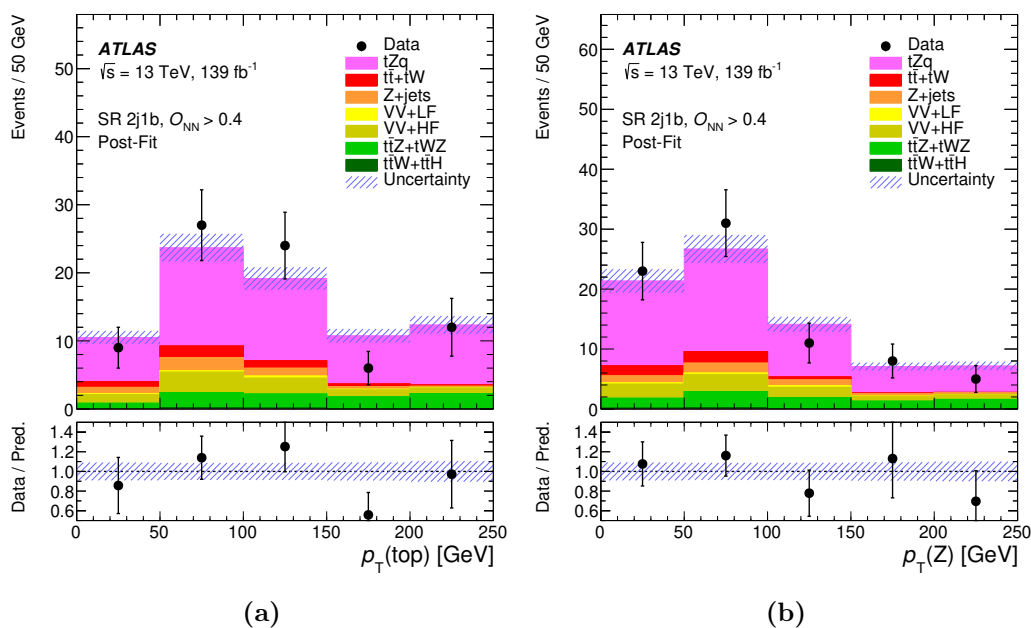 Events / 50 GeV
50
40
30
20
10
0
ATLAS
√s = 13 TeV, 139 fb⁻¹
SR 2j1b, O_NN > 0.4
Post-Fit
Data
tZq
tt̄+tW
Z+jets
VV+LF
VV+HF
tt̄Z+tWZ
tt̄W+tt̄H
Uncertainty
Data / Pred.
1.4
1.2
1.0
0.8
0.6
0 50 100 150 200 250
p_T(top) [GeV]
(a)
Events / 50 GeV
60
50
40
30
20
10
0
ATLAS
√s = 13 TeV, 139 fb⁻¹
SR 2j1b, O_NN > 0.4
Post-Fit
Data
tZq
tt̄+tW
Z+jets
VV+LF
VV+HF
tt̄Z+tWZ
tt̄W+tt̄H
Uncertainty
Data / Pred.
1.4
1.2
1.0
0.8
0.6
0 50 100 150 200 250
p_T(Z) [GeV]
(b)